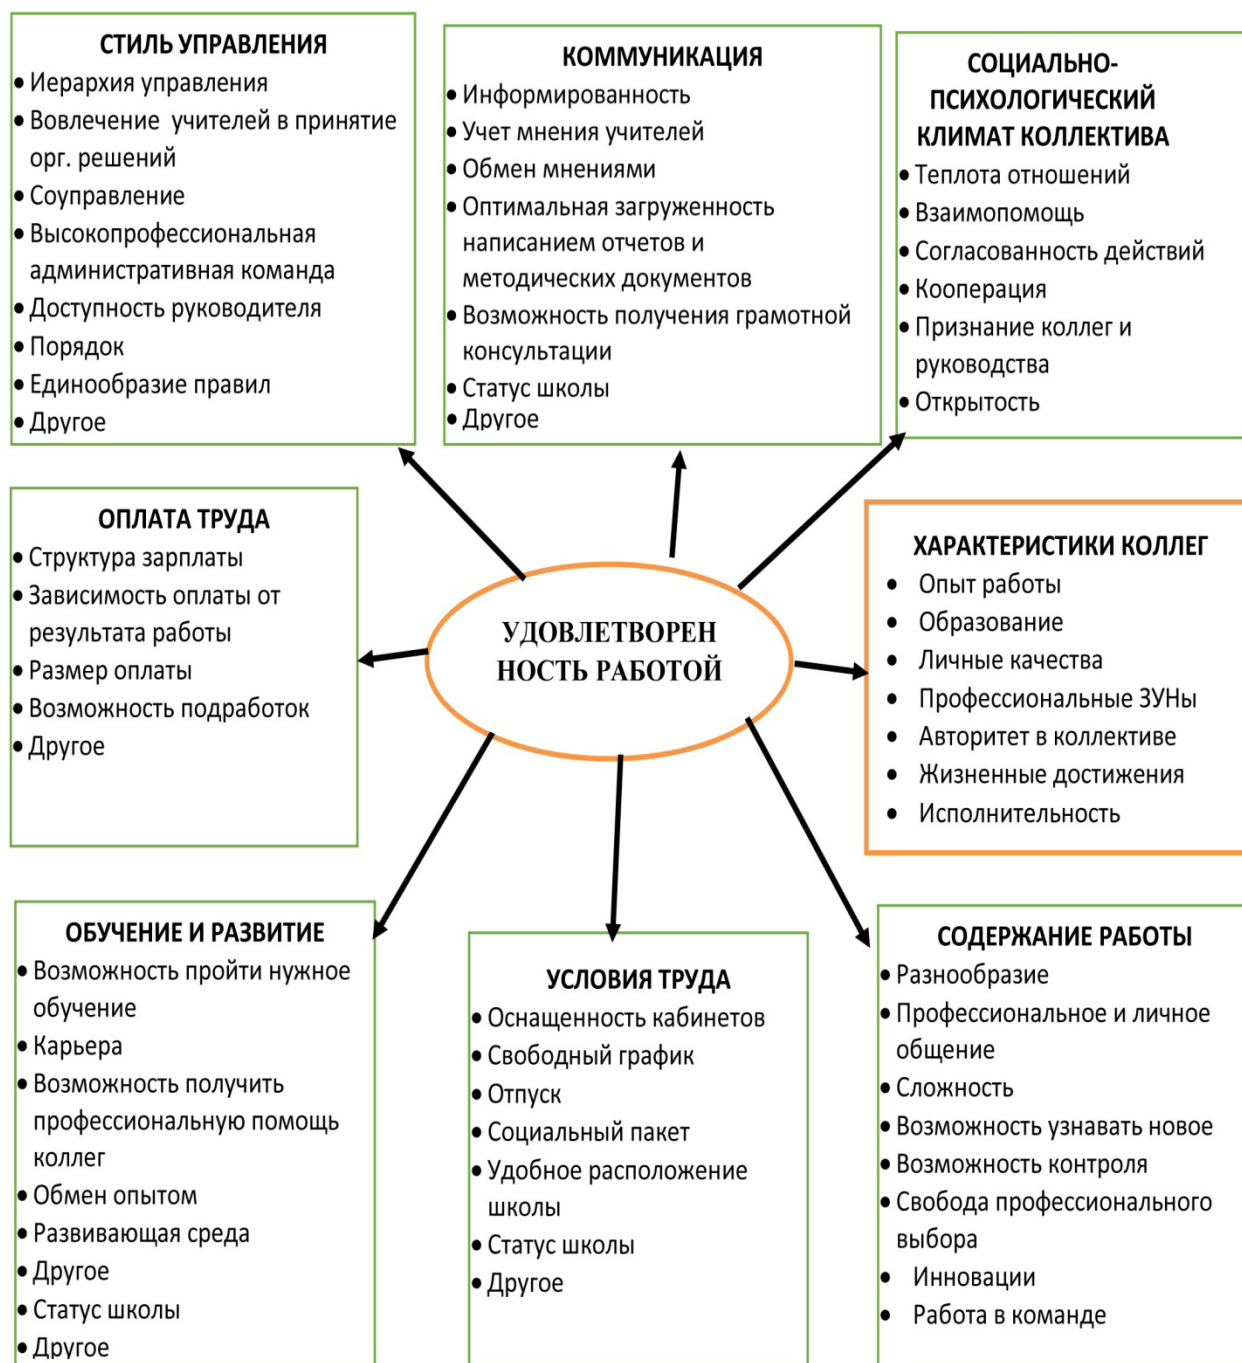 СТИЛЬ УПРАВЛЕНИЯ
• Иерархия управления
• Вовлечение учителей в принятие
орг. решений
• Соуправление
• Высокопрофессиональная
административная команда
• Доступность руководителя
• Порядок
• Единообразие правил
• Другое
КОММУНИКАЦИЯ
• Информированность
• Учет мнения учителей
• Обмен мнениями
• Оптимальная загруженность
написанием отчетов и
методических документов
• Возможность получения грамотной
консультации
• Статус школы
• Другое
СОЦИАЛЬНО-
ПСИХОЛОГИЧЕСКИЙ
КЛИМАТ КОЛЛЕКТИВА
• Теплота отношений
• Взаимопомощь
• Согласованность действий
• Кооперация
• Признание коллег и
руководства
• Открытость
ОПЛАТА ТРУДА
• Структура зарплаты
• Зависимость оплаты от
результата работы
• Размер оплаты
• Возможность подработок
• Другое
УДОВЛЕТВОРЕН
НОСТЬ РАБОТОЙ
ХАРАКТЕРИСТИКИ КОЛЛЕГ
• Опыт работы
• Образование
• Личные качества
• Профессиональные ЗУНы
• Авторитет в коллективе
• Жизненные достижения
• Исполнительность
ОБУЧЕНИЕ И РАЗВИТИЕ
• Возможность пройти нужное
обучение
• Карьера
• Возможность получить
профессиональную помощь
коллег
• Обмен опытом
• Развивающая среда
• Другое
• Статус школы
• Другое
УСЛОВИЯ ТРУДА
• Оснащенность кабинетов
• Свободный график
• Отпуск
• Социальный пакет
• Удобное расположение
школы
• Статус школы
• Другое
СОДЕРЖАНИЕ РАБОТЫ
• Разнообразие
• Профессиональное и личное
общение
• Сложность
• Возможность узнавать новое
• Возможность контроля
• Свобода профессионального
выбора
• Инновации
• Работа в команде